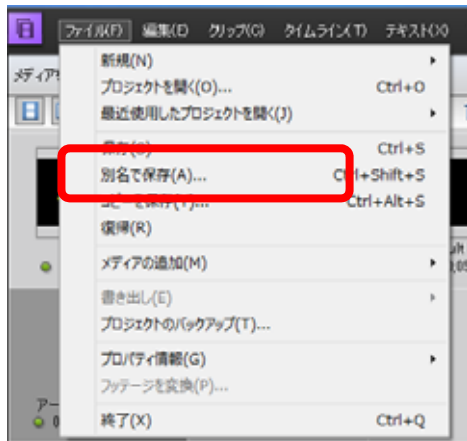 ファイル(F) 編集(E) クリップ(C) タイムライン(T) テキスト(X)
新規(N)
プロジェクトを開く(O)... Ctrl+O
最近使用したプロジェクトを開く(J)
保存(S) Ctrl+S
別名で保存(A)... Ctrl+Shift+S
コピーを保存(Y)... Ctrl+Alt+S
復帰(R)
メディアの追加(M)
書き出し(E)
プロジェクトのバックアップ(T)...
プロパティ情報(G)
フッテージを変換(P)...
終了(X) Ctrl+Q